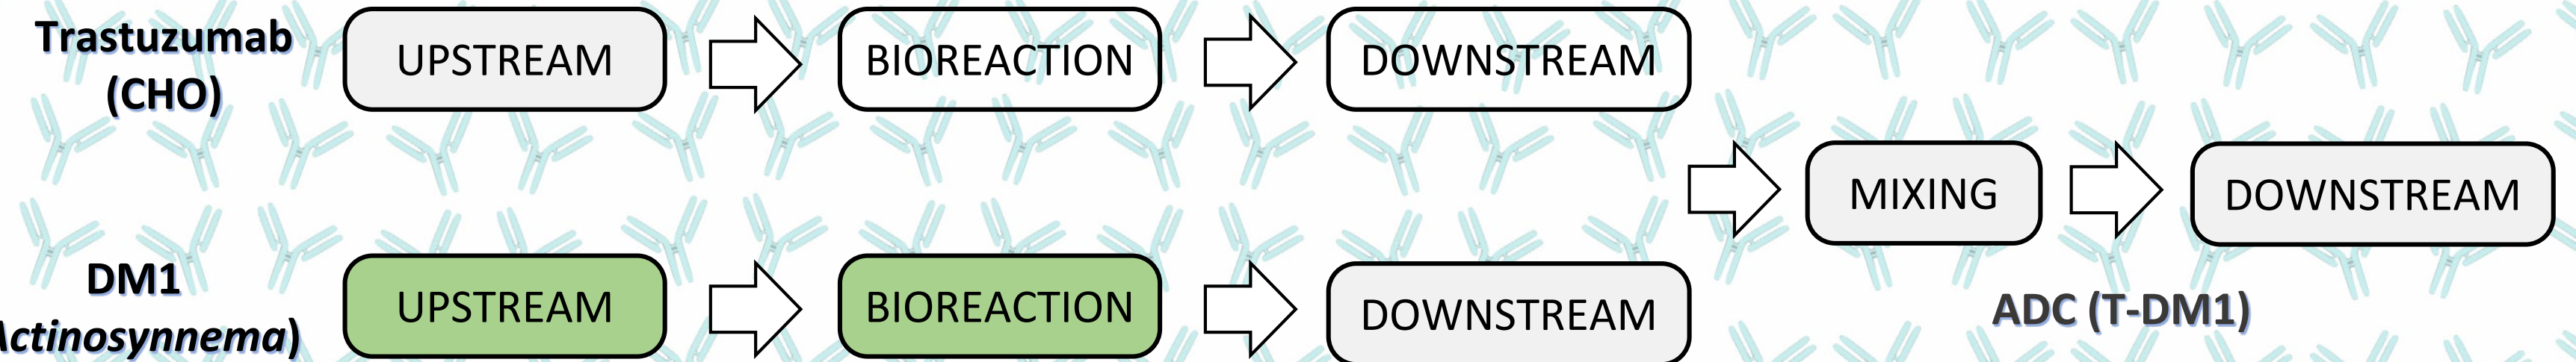 Trastuzumab
(CHO)
UPSTREAM
BIOREACTION
DOWNSTREAM
MIXING
DOWNSTREAM
DM1
Actinosynnema)
UPSTREAM
BIOREACTION
DOWNSTREAM
ADC (T-DM1)